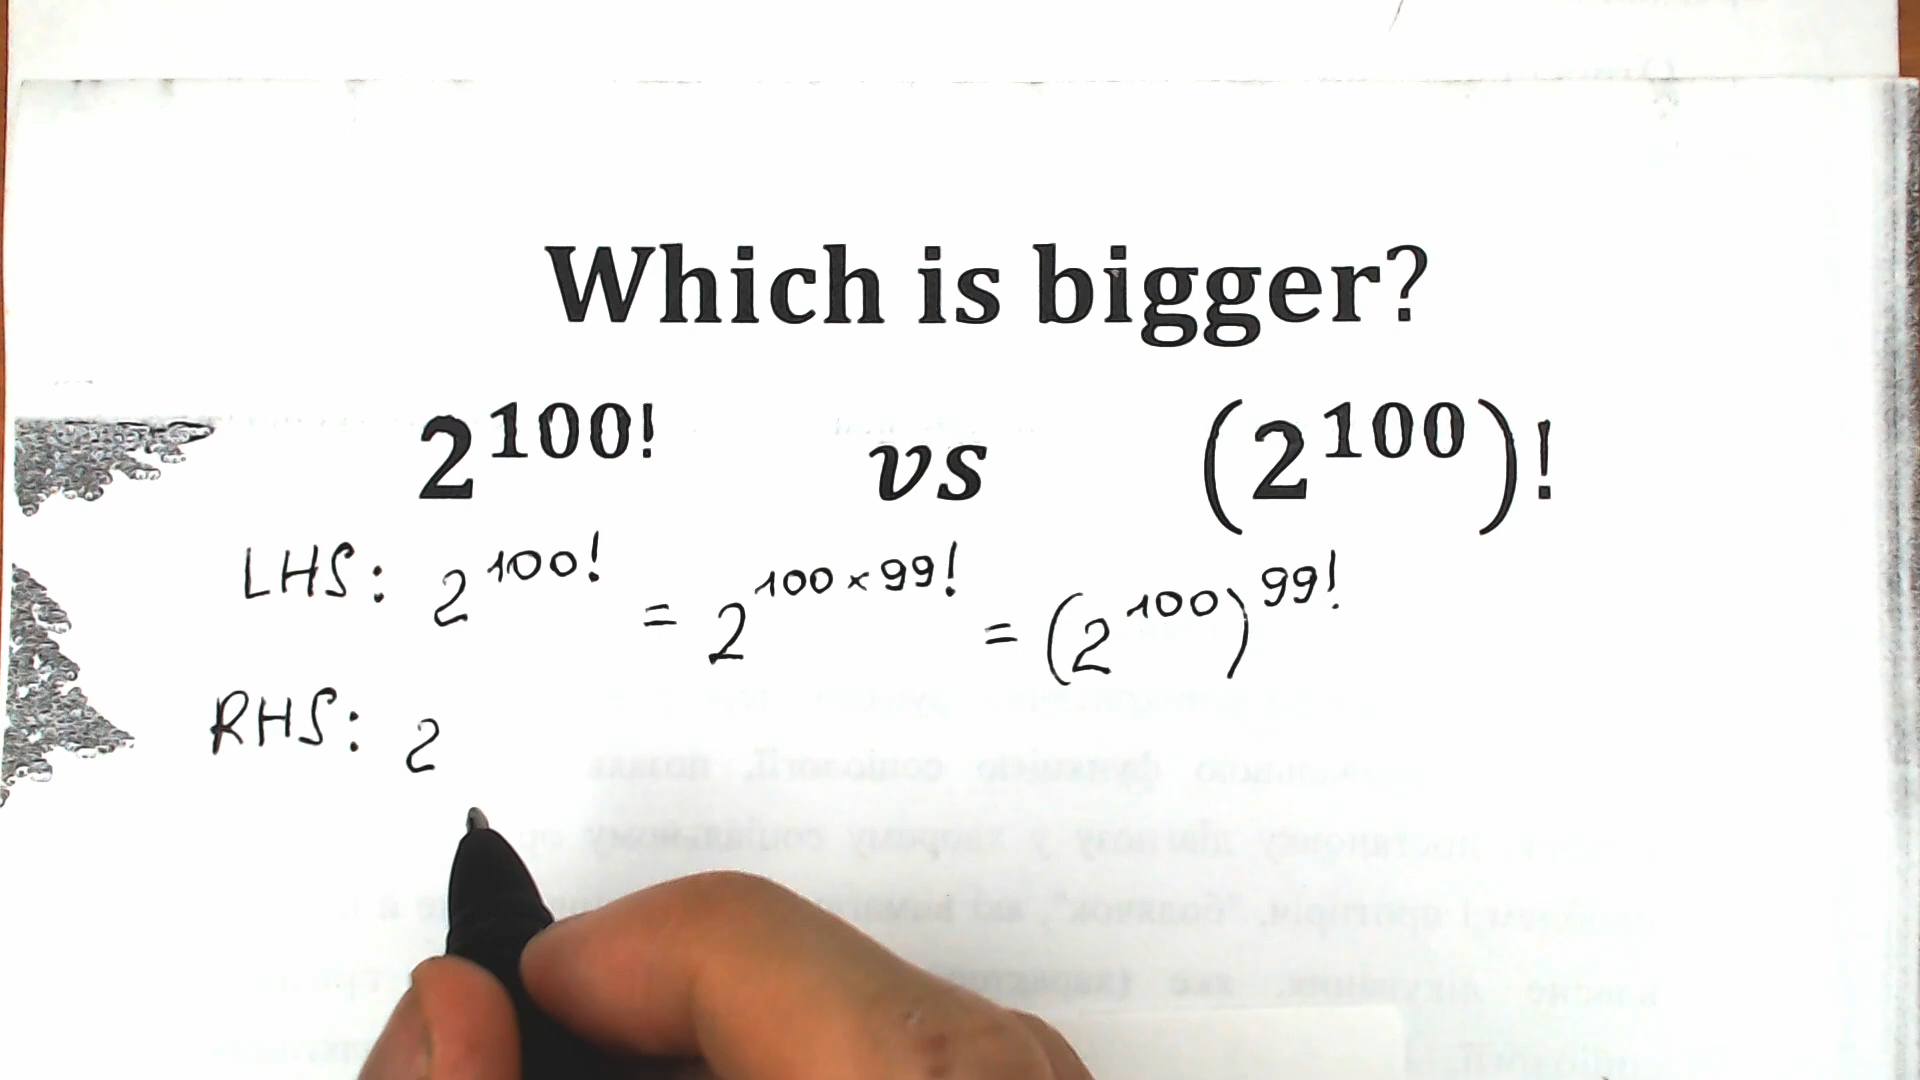 Which is bigger?
2^100! vs (2^100)!
LHS: 2^100! = 2^100×99! = (2^100)^99!
RHS: 2